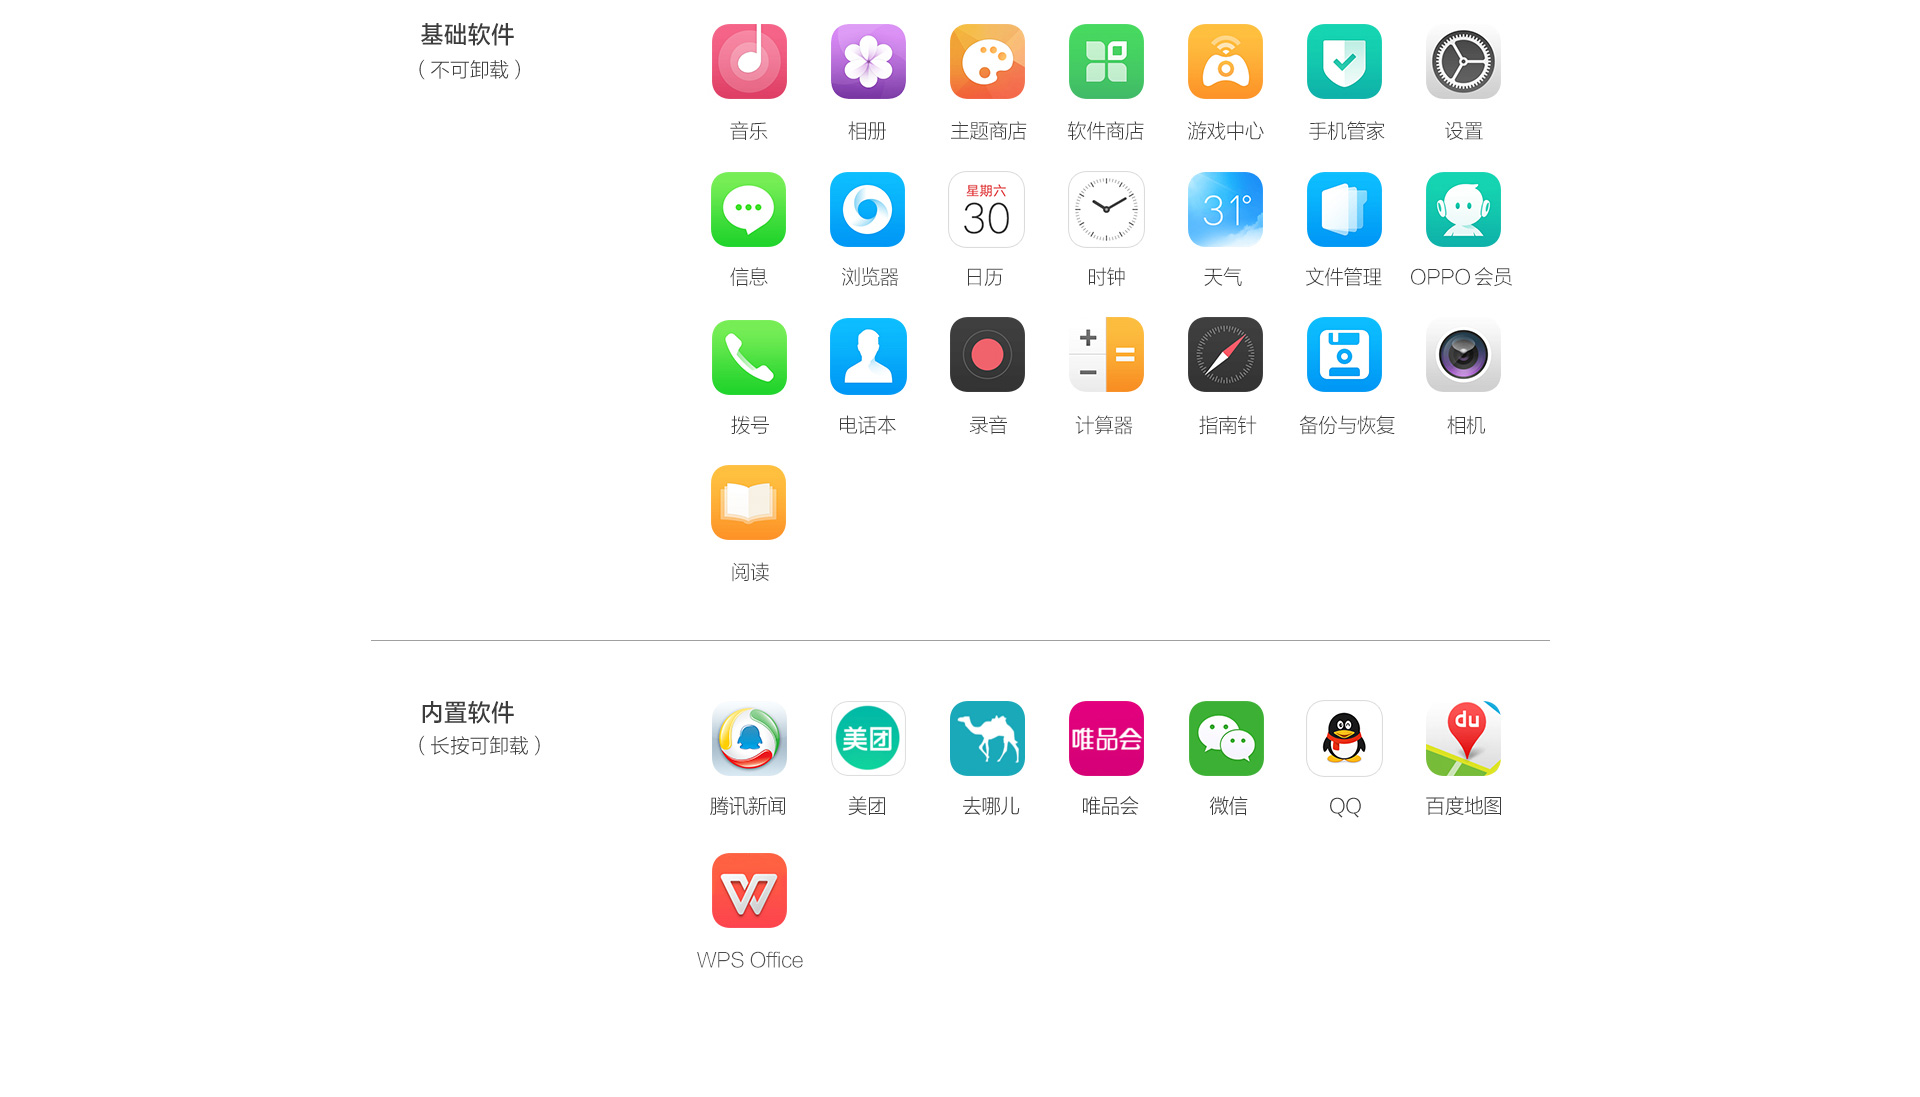 基础软件
（不可卸载）
音乐 相册 主题商店 软件商店 游戏中心 手机管家 设置
星期六
30
31°
信息 浏览器 日历 时钟 天气 文件管理 OPPO 会员
拨号 电话本 录音 计算器 指南针 备份与恢复 相机
阅读
内置软件
（长按可卸载）
美团 唯品会 du
腾讯新闻 美团 去哪儿 唯品会 微信 QQ 百度地图
WPS Office